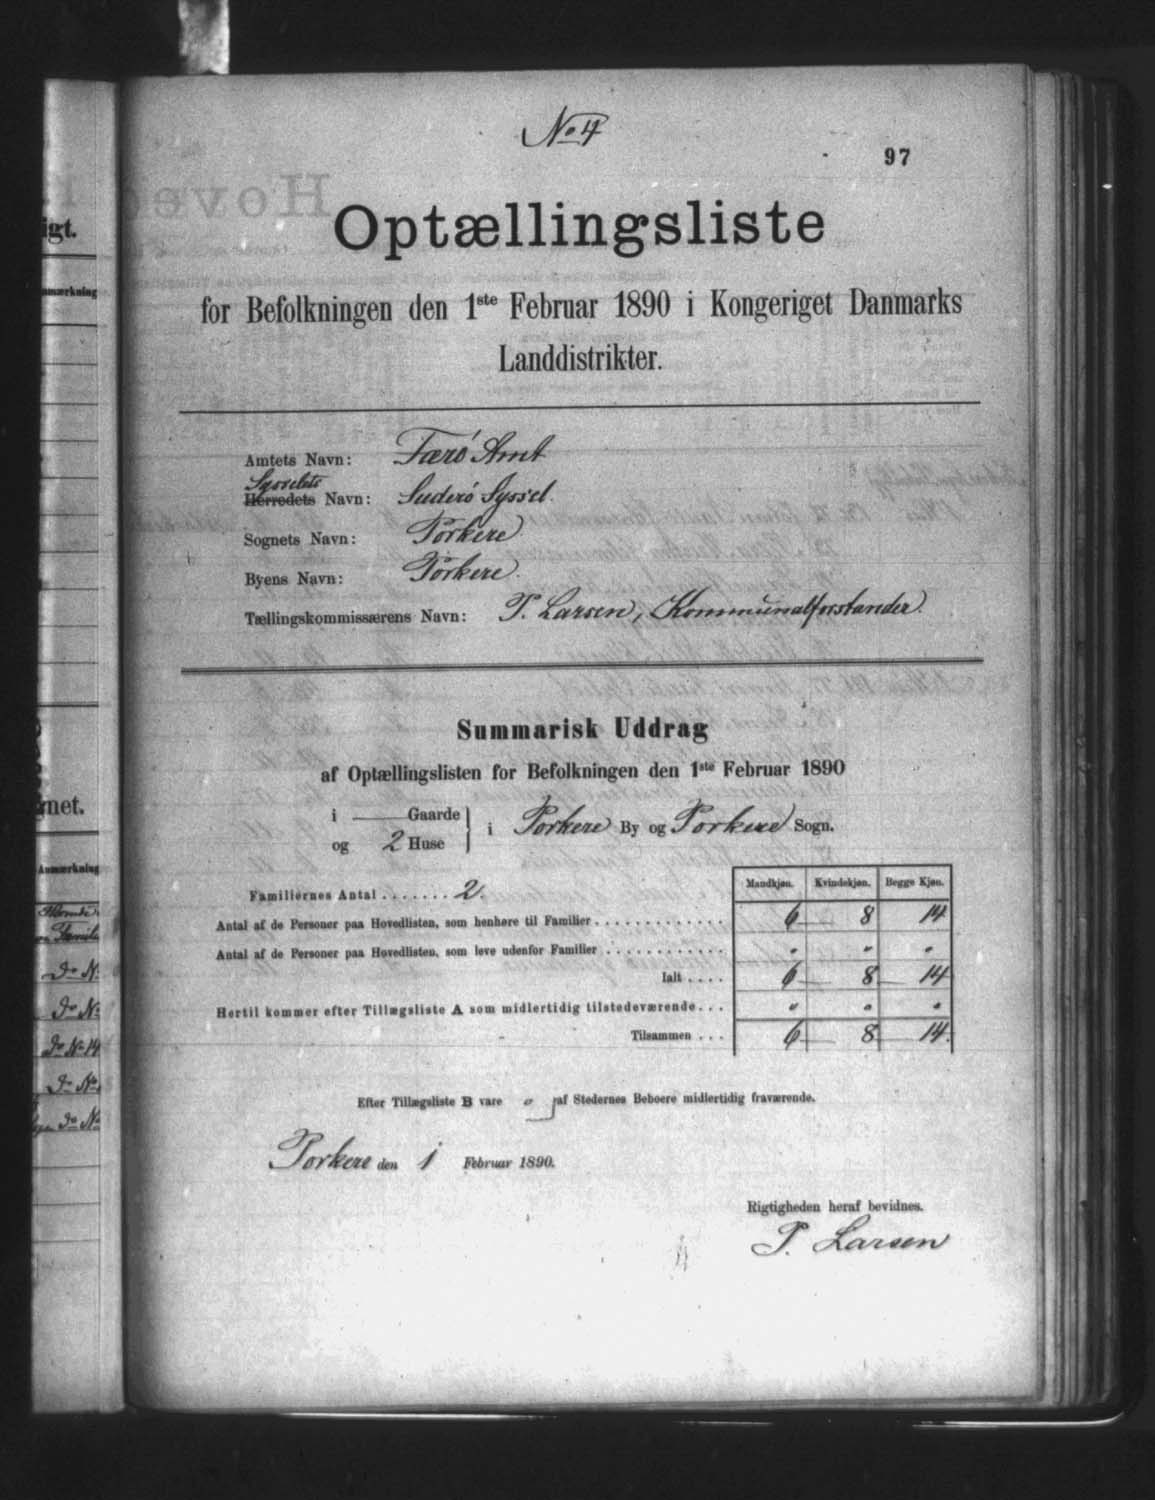 No 4
97
Optællingsliste
for Befolkningen den 1ste Februar 1890 i Kongeriget Danmarks
Landdistrikter.
Amtets Navn: Færø Amt
Sysselets
Herredets Navn: Suderø Syssel.
Sognets Navn: Porkere
Byens Navn: Porkere.
Tællingskommissærens Navn: P. Larsen, Kommunalforstander.
Summarisk Uddrag
af Optællingslisten for Befolkningen den 1ste Februar 1890
i — Gaarde
og 2 Huse } i Porkere By og Porkere Sogn.
Mandkjøn. Kvindekjøn. Begge Kjøn.
Familiernes Antal ....... 2.
Antal af de Personer paa Hovedlisten, som henhøre til Familier ............. 6 8 14
Antal af de Personer paa Hovedlisten, som leve udenfor Familier ............ " " "
Ialt .... 6 8 14
Hertil kommer efter Tillægsliste A som midlertidig tilstedeværende... " " "
Tilsammen ... 6 8 14.
Efter Tillægsliste B vare " af Stedernes Beboere midlertidig fraværende.
Porkere den 1 Februar 1890.
Rigtigheden heraf bevidnes.
P. Larsen
igt.
net.
Anmærkning